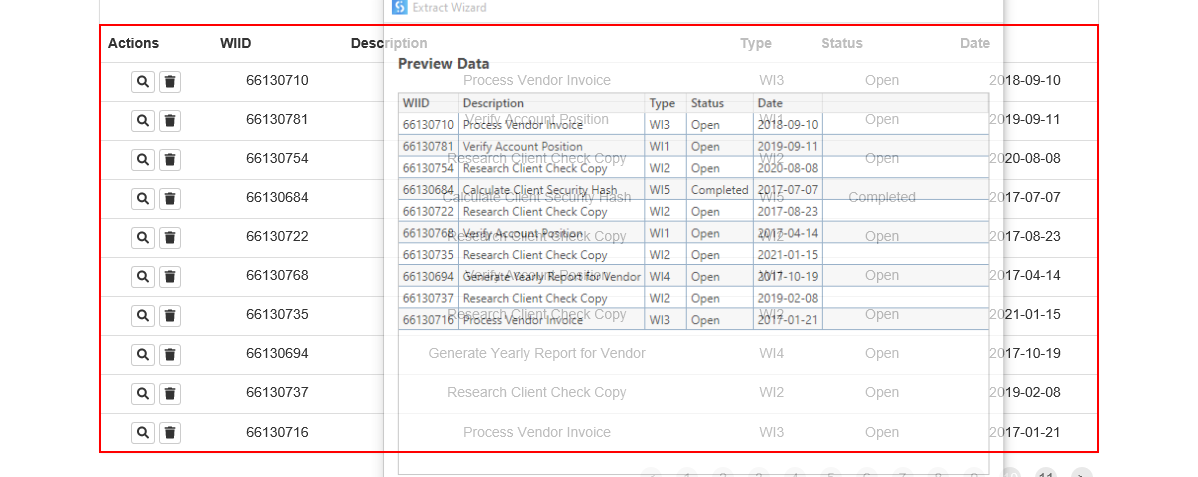 Extract Wizard
Actions WIID Description Type Status Date
Preview Data
66130710 Process Vendor Invoice WI3 Open 2018-09-10
66130781 Verify Account Position WI1 Open 2019-09-11
66130754 Research Client Check Copy WI2 Open 2020-08-08
66130684 Calculate Client Security Hash WI5 Completed 2017-07-07
66130722 Research Client Check Copy WI2 Open 2017-08-23
66130768 Verify Account Position WI1 Open 2017-04-14
66130735 Research Client Check Copy WI2 Open 2021-01-15
66130694 Generate Yearly Report for Vendor WI4 Open 2017-10-19
66130737 Research Client Check Copy WI2 Open 2019-02-08
66130716 Process Vendor Invoice WI3 Open 2017-01-21
WIID Description Type Status Date
66130710 Process Vendor Invoice WI3 Open 2018-09-10
66130781 Verify Account Position WI1 Open 2019-09-11
66130754 Research Client Check Copy WI2 Open 2020-08-08
66130684 Calculate Client Security Hash WI5 Completed 2017-07-07
66130722 Research Client Check Copy WI2 Open 2017-08-23
66130768 Verify Account Position WI1 Open 2017-04-14
66130735 Research Client Check Copy WI2 Open 2021-01-15
66130694 Generate Yearly Report for Vendor WI4 Open 2017-10-19
66130737 Research Client Check Copy WI2 Open 2019-02-08
66130716 Process Vendor Invoice WI3 Open 2017-01-21